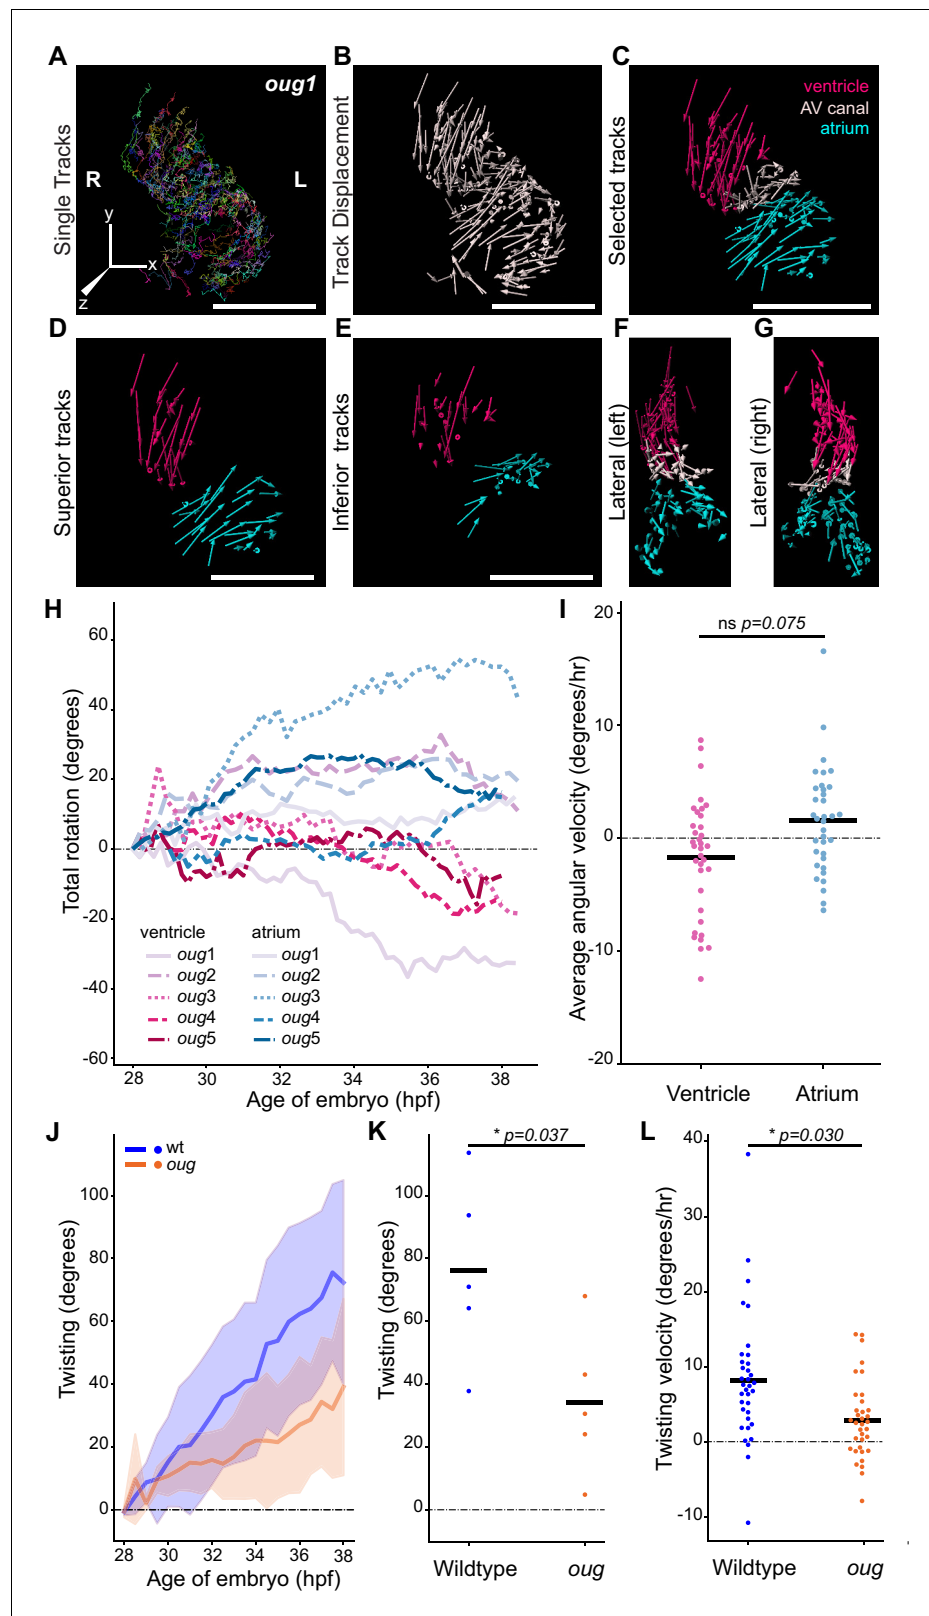 A
Single Tracks
oug1
R
L
y
x
z
B
Track Displacement
C
Selected tracks
ventricle
AV canal
atrium
D
Superior tracks
E
Inferior tracks
F
Lateral (left)
G
Lateral (right)
H
Total rotation (degrees)
60
40
20
0
-20
-40
-60
ventricle
oug1
oug2
oug3
oug4
oug5
atrium
oug1
oug2
oug3
oug4
oug5
28
30
32
34
36
38
Age of embryo (hpf)
I
Average angular velocity (degrees/hr)
20
10
0
-10
-20
ns p=0.075
Ventricle
Atrium
J
wt
oug
Twisting (degrees)
100
80
60
40
20
0
28
30
32
34
36
38
Age of embryo (hpf)
K
* p=0.037
Twisting (degrees)
100
80
60
40
20
0
Wildtype
oug
L
* p=0.030
Twisting velocity (degrees/hr)
40
30
20
10
0
-10
Wildtype
oug